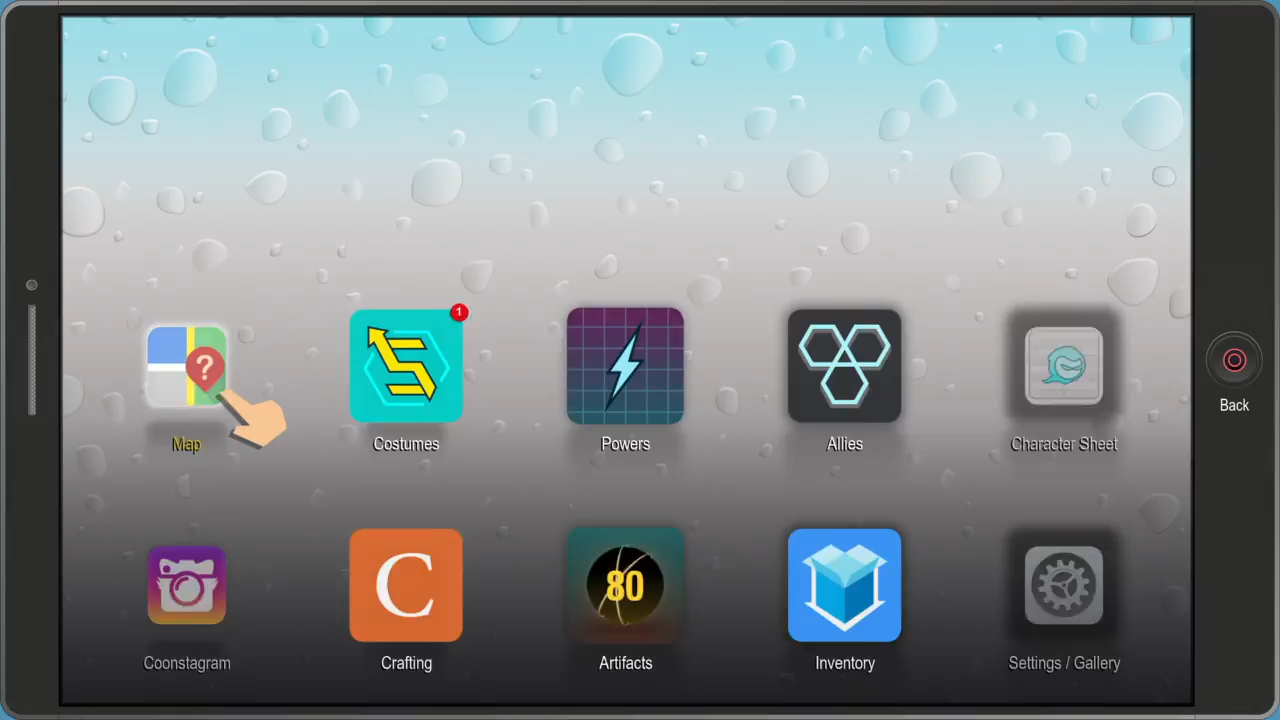 1
?
Map
Costumes
Powers
Allies
Character Sheet
Back
C
80
Coonstagram
Crafting
Artifacts
Inventory
Settings / Gallery